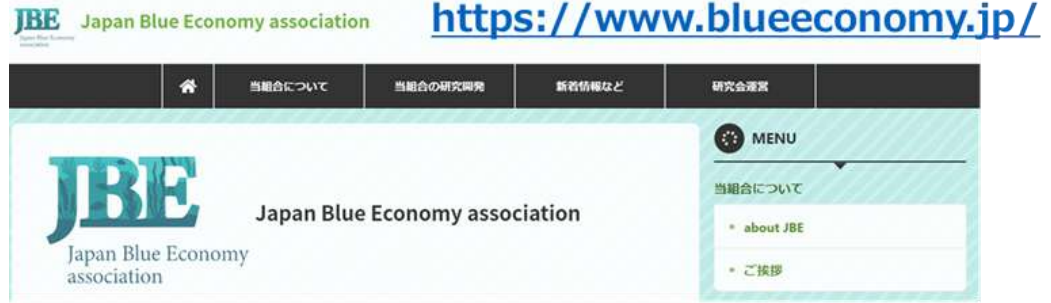 JBE Japan Blue Economy association https://www.blueeconomy.jp/
Japan Blue Economy
association
当組合について 当組合の研究開発 新着情報など 研究会運営
MENU
当組合について
about JBE
ご挨拶
JBE
Japan Blue Economy
association
Japan Blue Economy association